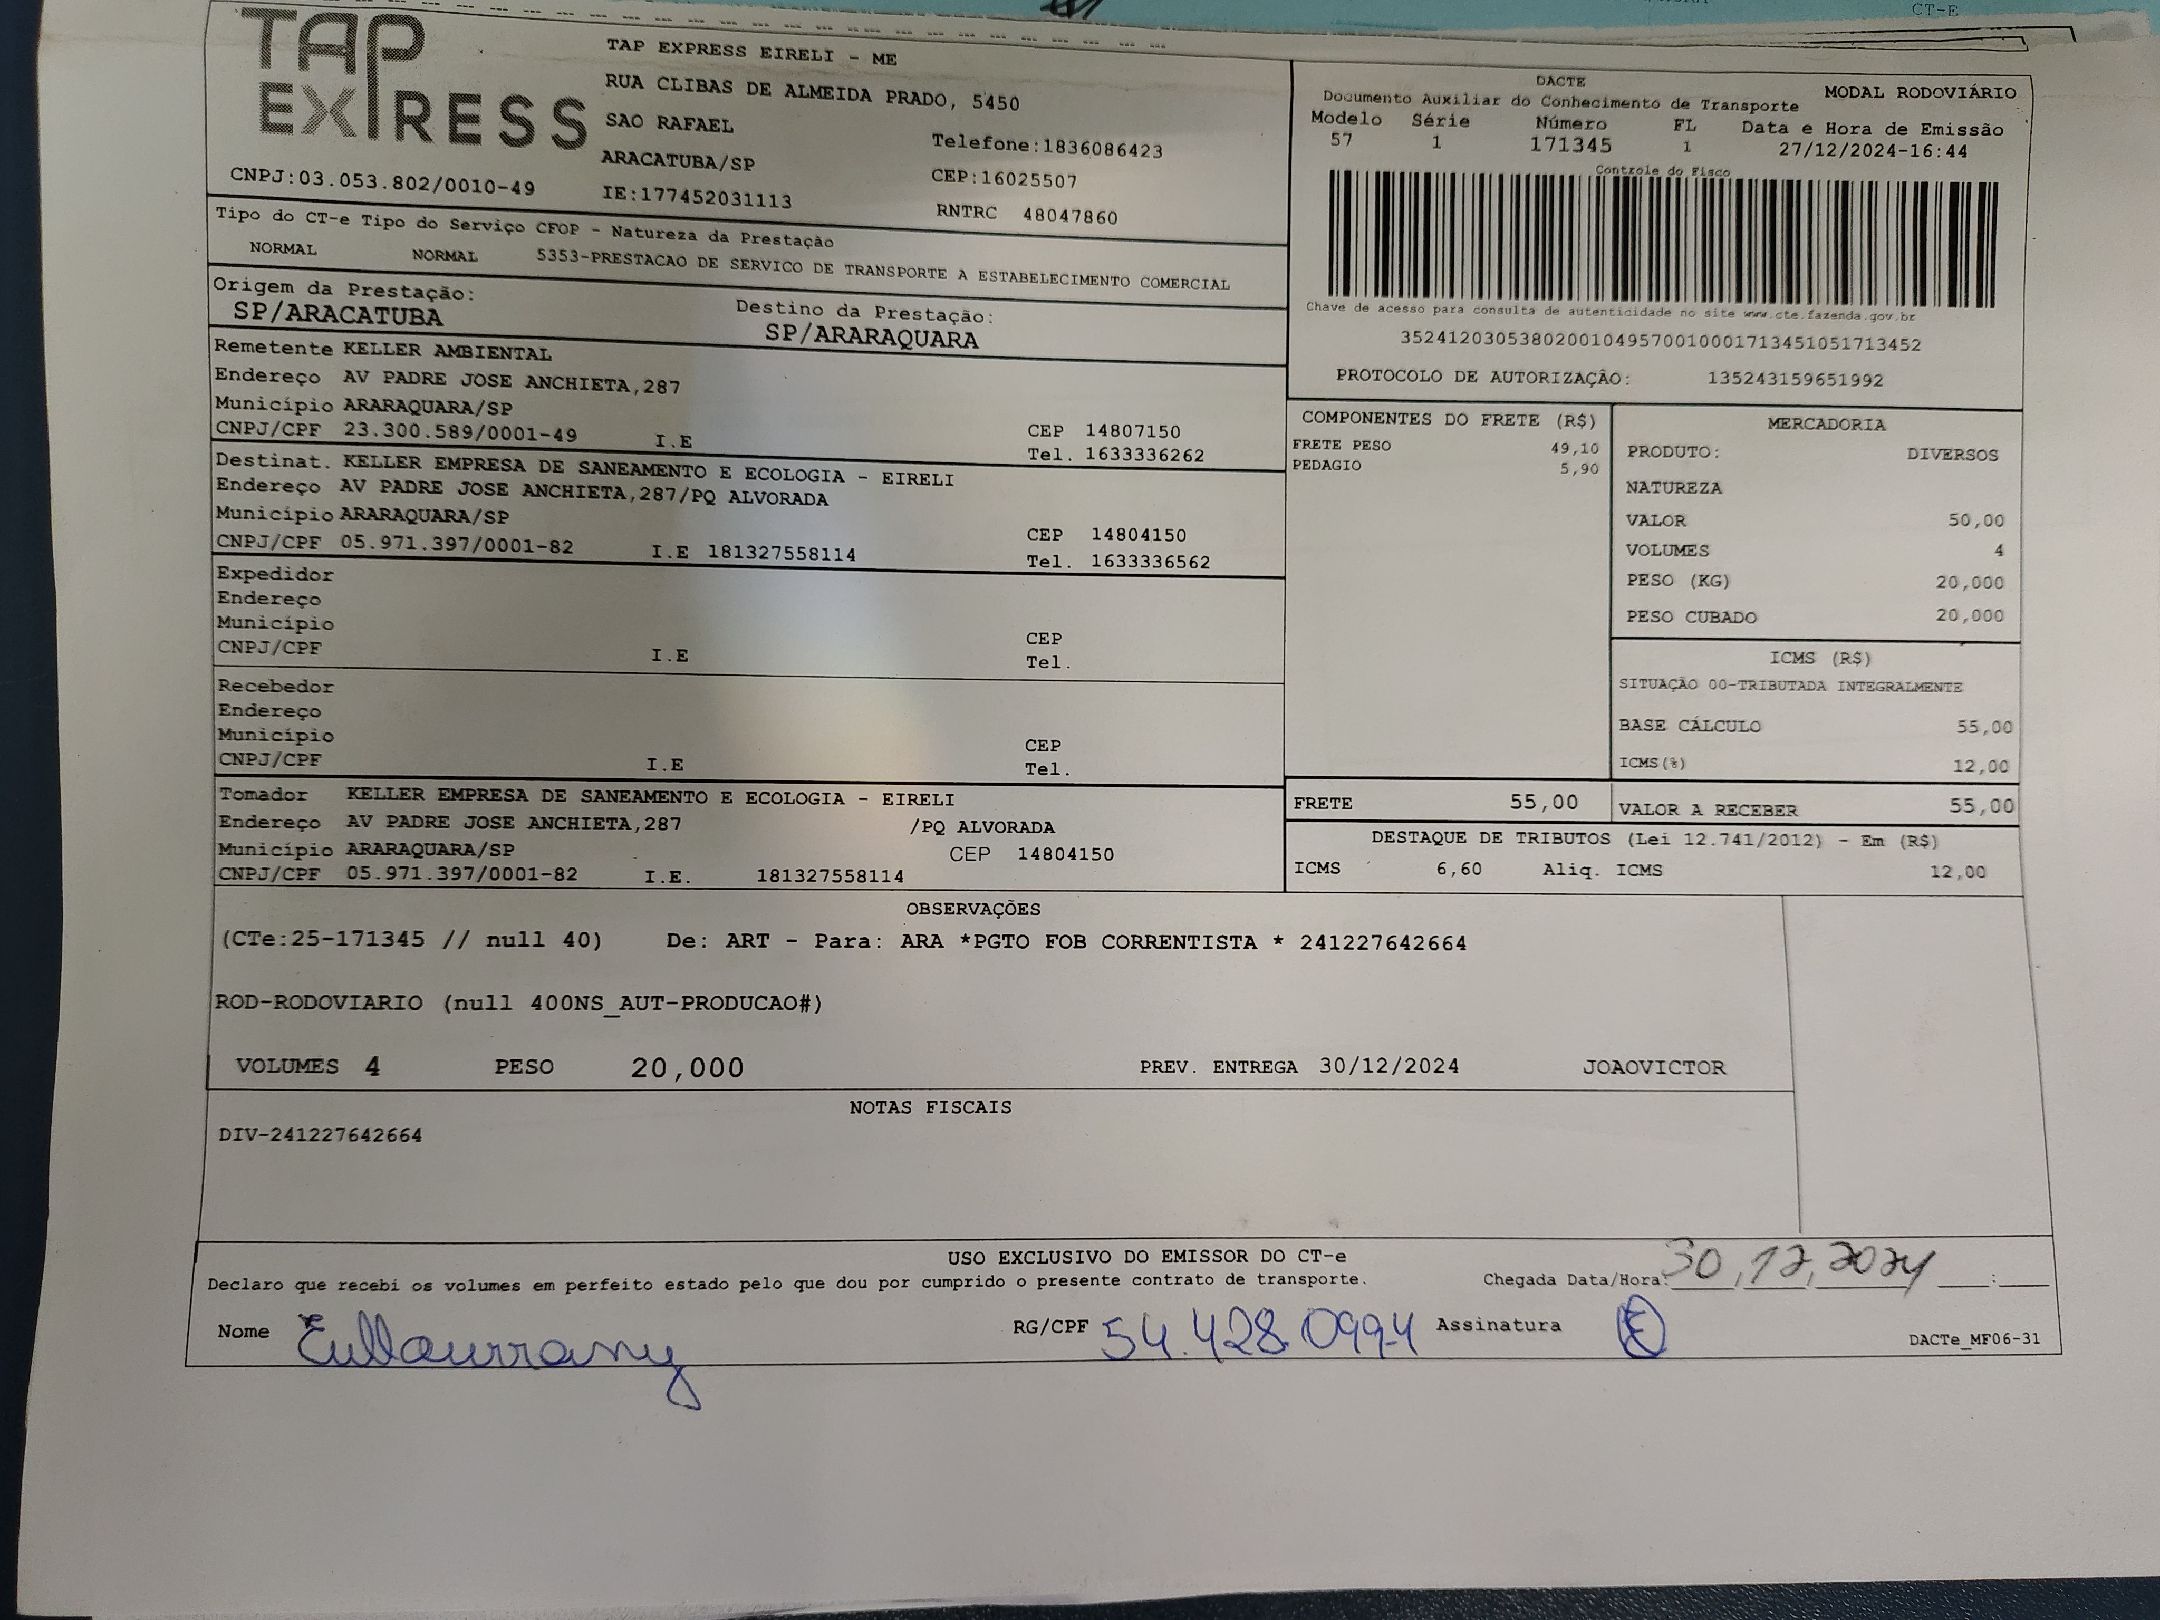 CT-E
TAP
EXPRESS
TAP EXPRESS EIRELI - ME
RUA CLIBAS DE ALMEIDA PRADO, 5450
SAO RAFAEL
Telefone:1836086423
ARACATUBA/SP
CEP:16025507
CNPJ:03.053.802/0010-49
IE:177452031113
RNTRC 48047860
DACTE
MODAL RODOVIÁRIO
Documento Auxiliar do Conhecimento de Transporte
Modelo Série Número FL Data e Hora de Emissão
57 1 171345 1 27/12/2024-16:44
Controle do Fisco
Chave de acesso para consulta de autenticidade no site www.cte.fazenda.gov.br
35241203053802001049570010001713451051713452
PROTOCOLO DE AUTORIZAÇÃO: 135243159651992
Tipo do CT-e Tipo do Serviço CFOP - Natureza da Prestação
NORMAL NORMAL 5353-PRESTACAO DE SERVICO DE TRANSPORTE A ESTABELECIMENTO COMERCIAL
Origem da Prestação: Destino da Prestação:
SP/ARACATUBA SP/ARARAQUARA
Remetente KELLER AMBIENTAL
Endereço AV PADRE JOSE ANCHIETA,287
Município ARARAQUARA/SP CEP 14807150
CNPJ/CPF 23.300.589/0001-49 I.E Tel. 1633336262
Destinat. KELLER EMPRESA DE SANEAMENTO E ECOLOGIA - EIRELI
Endereço AV PADRE JOSE ANCHIETA,287/PQ ALVORADA
Município ARARAQUARA/SP CEP 14804150
CNPJ/CPF 05.971.397/0001-82 I.E 181327558114 Tel. 1633336562
Expedidor
Endereço
Município CEP
CNPJ/CPF I.E Tel.
Recebedor
Endereço
Município CEP
CNPJ/CPF I.E Tel.
Tomador KELLER EMPRESA DE SANEAMENTO E ECOLOGIA - EIRELI
Endereço AV PADRE JOSE ANCHIETA,287 /PQ ALVORADA
Município ARARAQUARA/SP CEP 14804150
CNPJ/CPF 05.971.397/0001-82 I.E. 181327558114
COMPONENTES DO FRETE (R$)
FRETE PESO 49,10
PEDAGIO 5,90
MERCADORIA
PRODUTO: DIVERSOS
NATUREZA
VALOR 50,00
VOLUMES 4
PESO (KG) 20,000
PESO CUBADO 20,000
ICMS (R$)
SITUAÇÃO 00-TRIBUTADA INTEGRALMENTE
BASE CÁLCULO 55,00
ICMS(%) 12,00
FRETE 55,00 VALOR A RECEBER 55,00
DESTAQUE DE TRIBUTOS (Lei 12.741/2012) - Em (R$)
ICMS 6,60 Aliq. ICMS 12,00
OBSERVAÇÕES
(CTe:25-171345 // null 40) De: ART - Para: ARA *PGTO FOB CORRENTISTA * 241227642664
ROD-RODOVIARIO (null 400NS_AUT-PRODUCAO#)
VOLUMES 4 PESO 20,000 PREV. ENTREGA 30/12/2024 JOAOVICTOR
NOTAS FISCAIS
DIV-241227642664
USO EXCLUSIVO DO EMISSOR DO CT-e
Declaro que recebi os volumes em perfeito estado pelo que dou por cumprido o presente contrato de transporte. Chegada Data/Hora: 30,12,2024 :
Nome RG/CPF 54.428.099-1 Assinatura E
DACTe_MF06-31